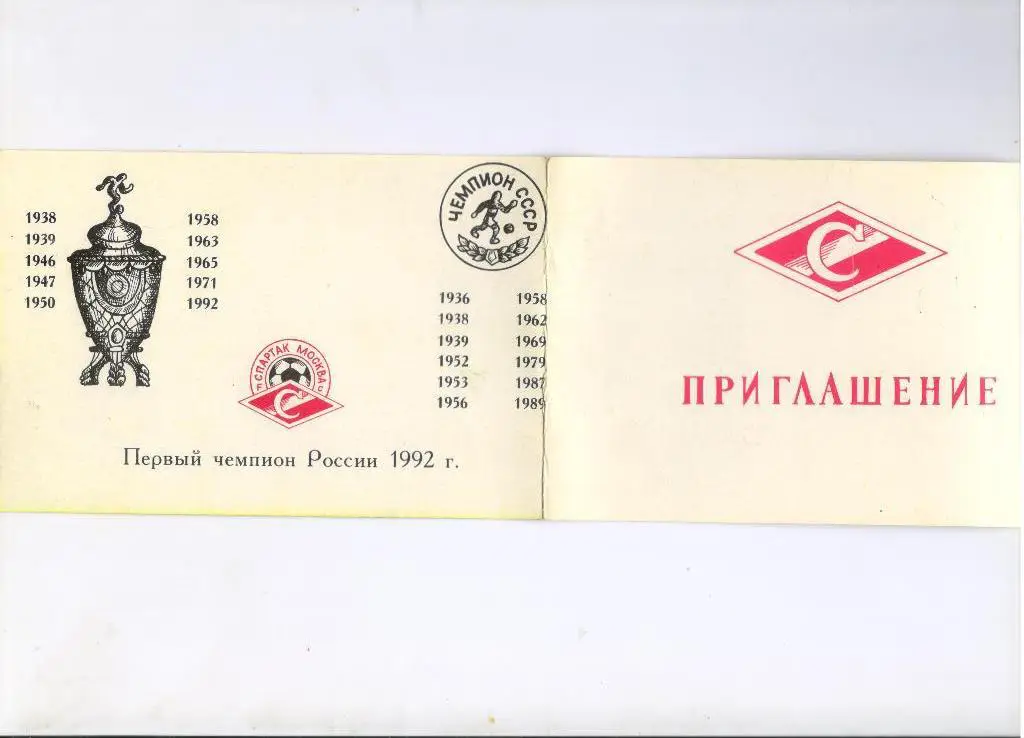 1938 1958
1939 1963
1946 1965
1947 1971
1950 1992
ЧЕМПИОН СССР
1936 1958
1938 1962
1939 1969
1952 1979
1953 1987
1956 1989
ФС СПАРТАК МОСКВА
С
Первый чемпион России 1992 г.
С
ПРИГЛАШЕНИЕ